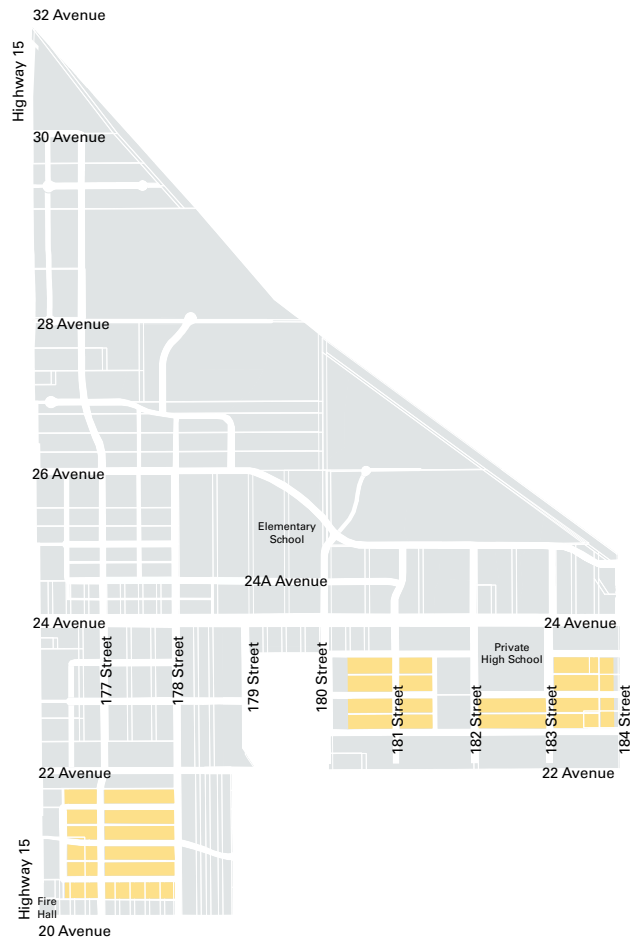 32 Avenue
Highway 15
30 Avenue
28 Avenue
26 Avenue
Elementary
School
24A Avenue
24 Avenue
24 Avenue
Private
High School
177 Street
178 Street
179 Street
180 Street
181 Street
182 Street
183 Street
184 Street
22 Avenue
22 Avenue
Highway 15
Fire
Hall
20 Avenue